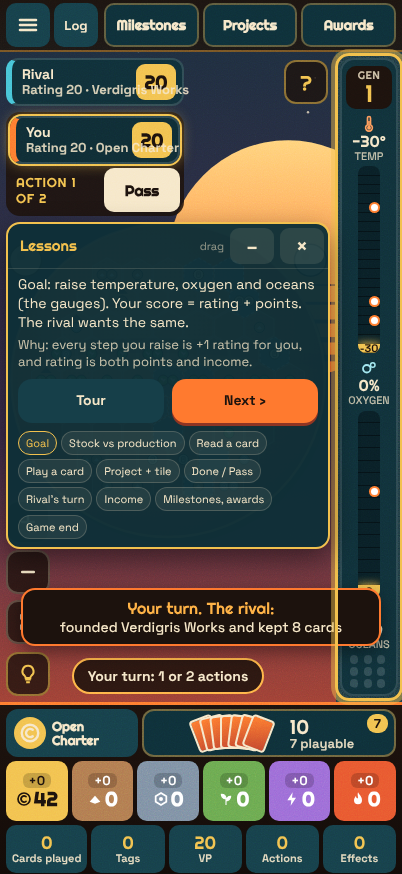 Log
Milestones
Projects
Awards
Rival
Rating 20 · Verdigris Works
20
You
Rating 20 · Open Charter
20
ACTION 1
OF 2
Pass
?
GEN
1
-30°
TEMP
-30
0%
OXYGEN
OCEANS
Lessons
drag
–
×
Goal: raise temperature, oxygen and oceans
(the gauges). Your score = rating + points.
The rival wants the same.
Why: every step you raise is +1 rating for you,
and rating is both points and income.
Tour
Next >
Goal
Stock vs production
Read a card
Play a card
Project + tile
Done / Pass
Rival's turn
Income
Milestones, awards
Game end
–
Your turn. The rival:
founded Verdigris Works and kept 8 cards
Your turn: 1 or 2 actions
©
Open
Charter
10
7 playable
7
+0
© 42
+0
0
+0
0
+0
0
+0
0
+0
0
0
Cards played
0
Tags
20
VP
0
Actions
0
Effects